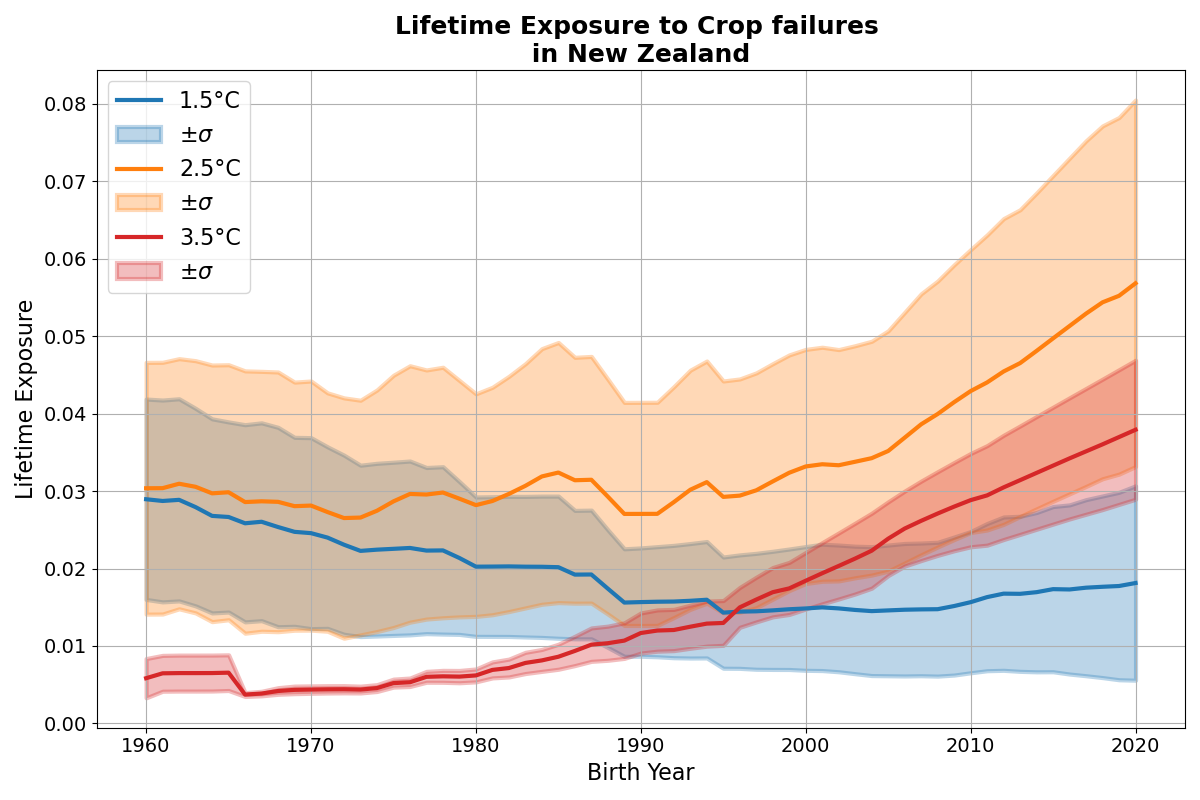 Lifetime Exposure to Crop failures
in New Zealand
1.5°C
±σ
2.5°C
±σ
3.5°C
±σ
Lifetime Exposure
0.08
0.07
0.06
0.05
0.04
0.03
0.02
0.01
0.00
1960 1970 1980 1990 2000 2010 2020
Birth Year